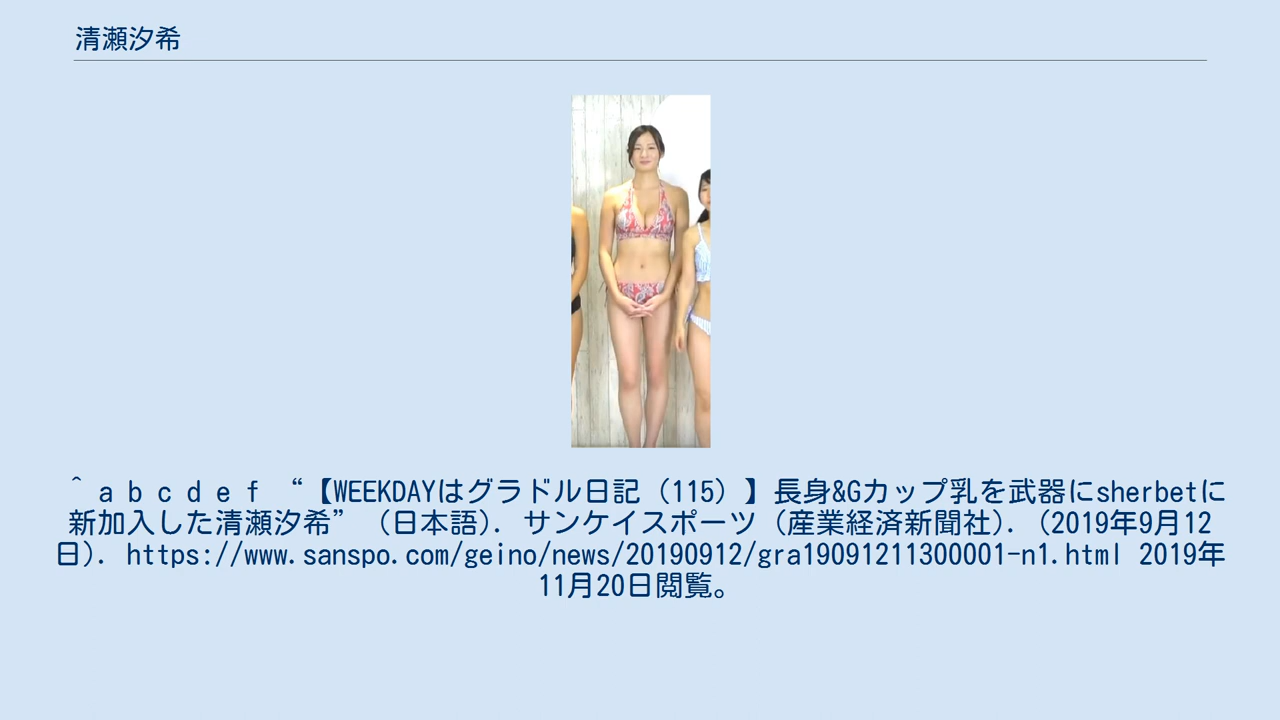 清瀬汐希
^ a b c d e f “【WEEKDAYはグラドル日記（115）】長身&Gカップ乳を武器にsherbetに
新加入した清瀬汐希” （日本語）. サンケイスポーツ（産業経済新聞社）. (2019年9月12
日). https://www.sanspo.com/geino/news/20190912/gra19091211300001-n1.html 2019年
11月20日閲覧。